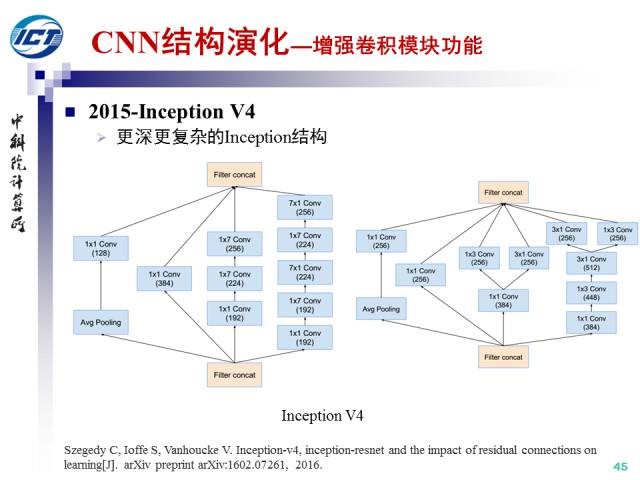 ICT
CNN结构演化—增强卷积模块功能
中科院计算所
2015-Inception V4
更深更复杂的Inception结构
Filter concat
7x1 Conv
(256)
1x1 Conv
(128)
1x7 Conv
(256)
1x7 Conv
(224)
1x1 Conv
(384)
1x7 Conv
(224)
7x1 Conv
(224)
Avg Pooling
1x1 Conv
(192)
1x7 Conv
(192)
1x1 Conv
(192)
Filter concat
Filter concat
1x1 Conv
(256)
3x1 Conv
(256)
1x3 Conv
(256)
1x1 Conv
(256)
1x3 Conv
(256)
3x1 Conv
(256)
3x1 Conv
(512)
Avg Pooling
1x1 Conv
(384)
1x3 Conv
(448)
1x1 Conv
(384)
Filter concat
Inception V4
Szegedy C, Ioffe S, Vanhoucke V. Inception-v4, inception-resnet and the impact of residual connections on
learning[J]. arXiv preprint arXiv:1602.07261, 2016.
45